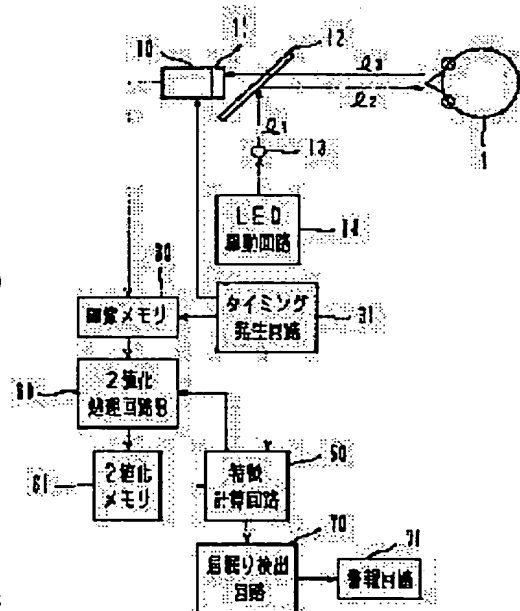 10
11
12
ℓ3
ℓ2
ℓ1
1
13
LED
駆動回路
14
30
画像メモリ
タイミング
発生回路
31
60
2値化
処理回路B
61
2値化
メモリ
特徴
計算回路
50
70
居眠り検出
回路
71
警報回路